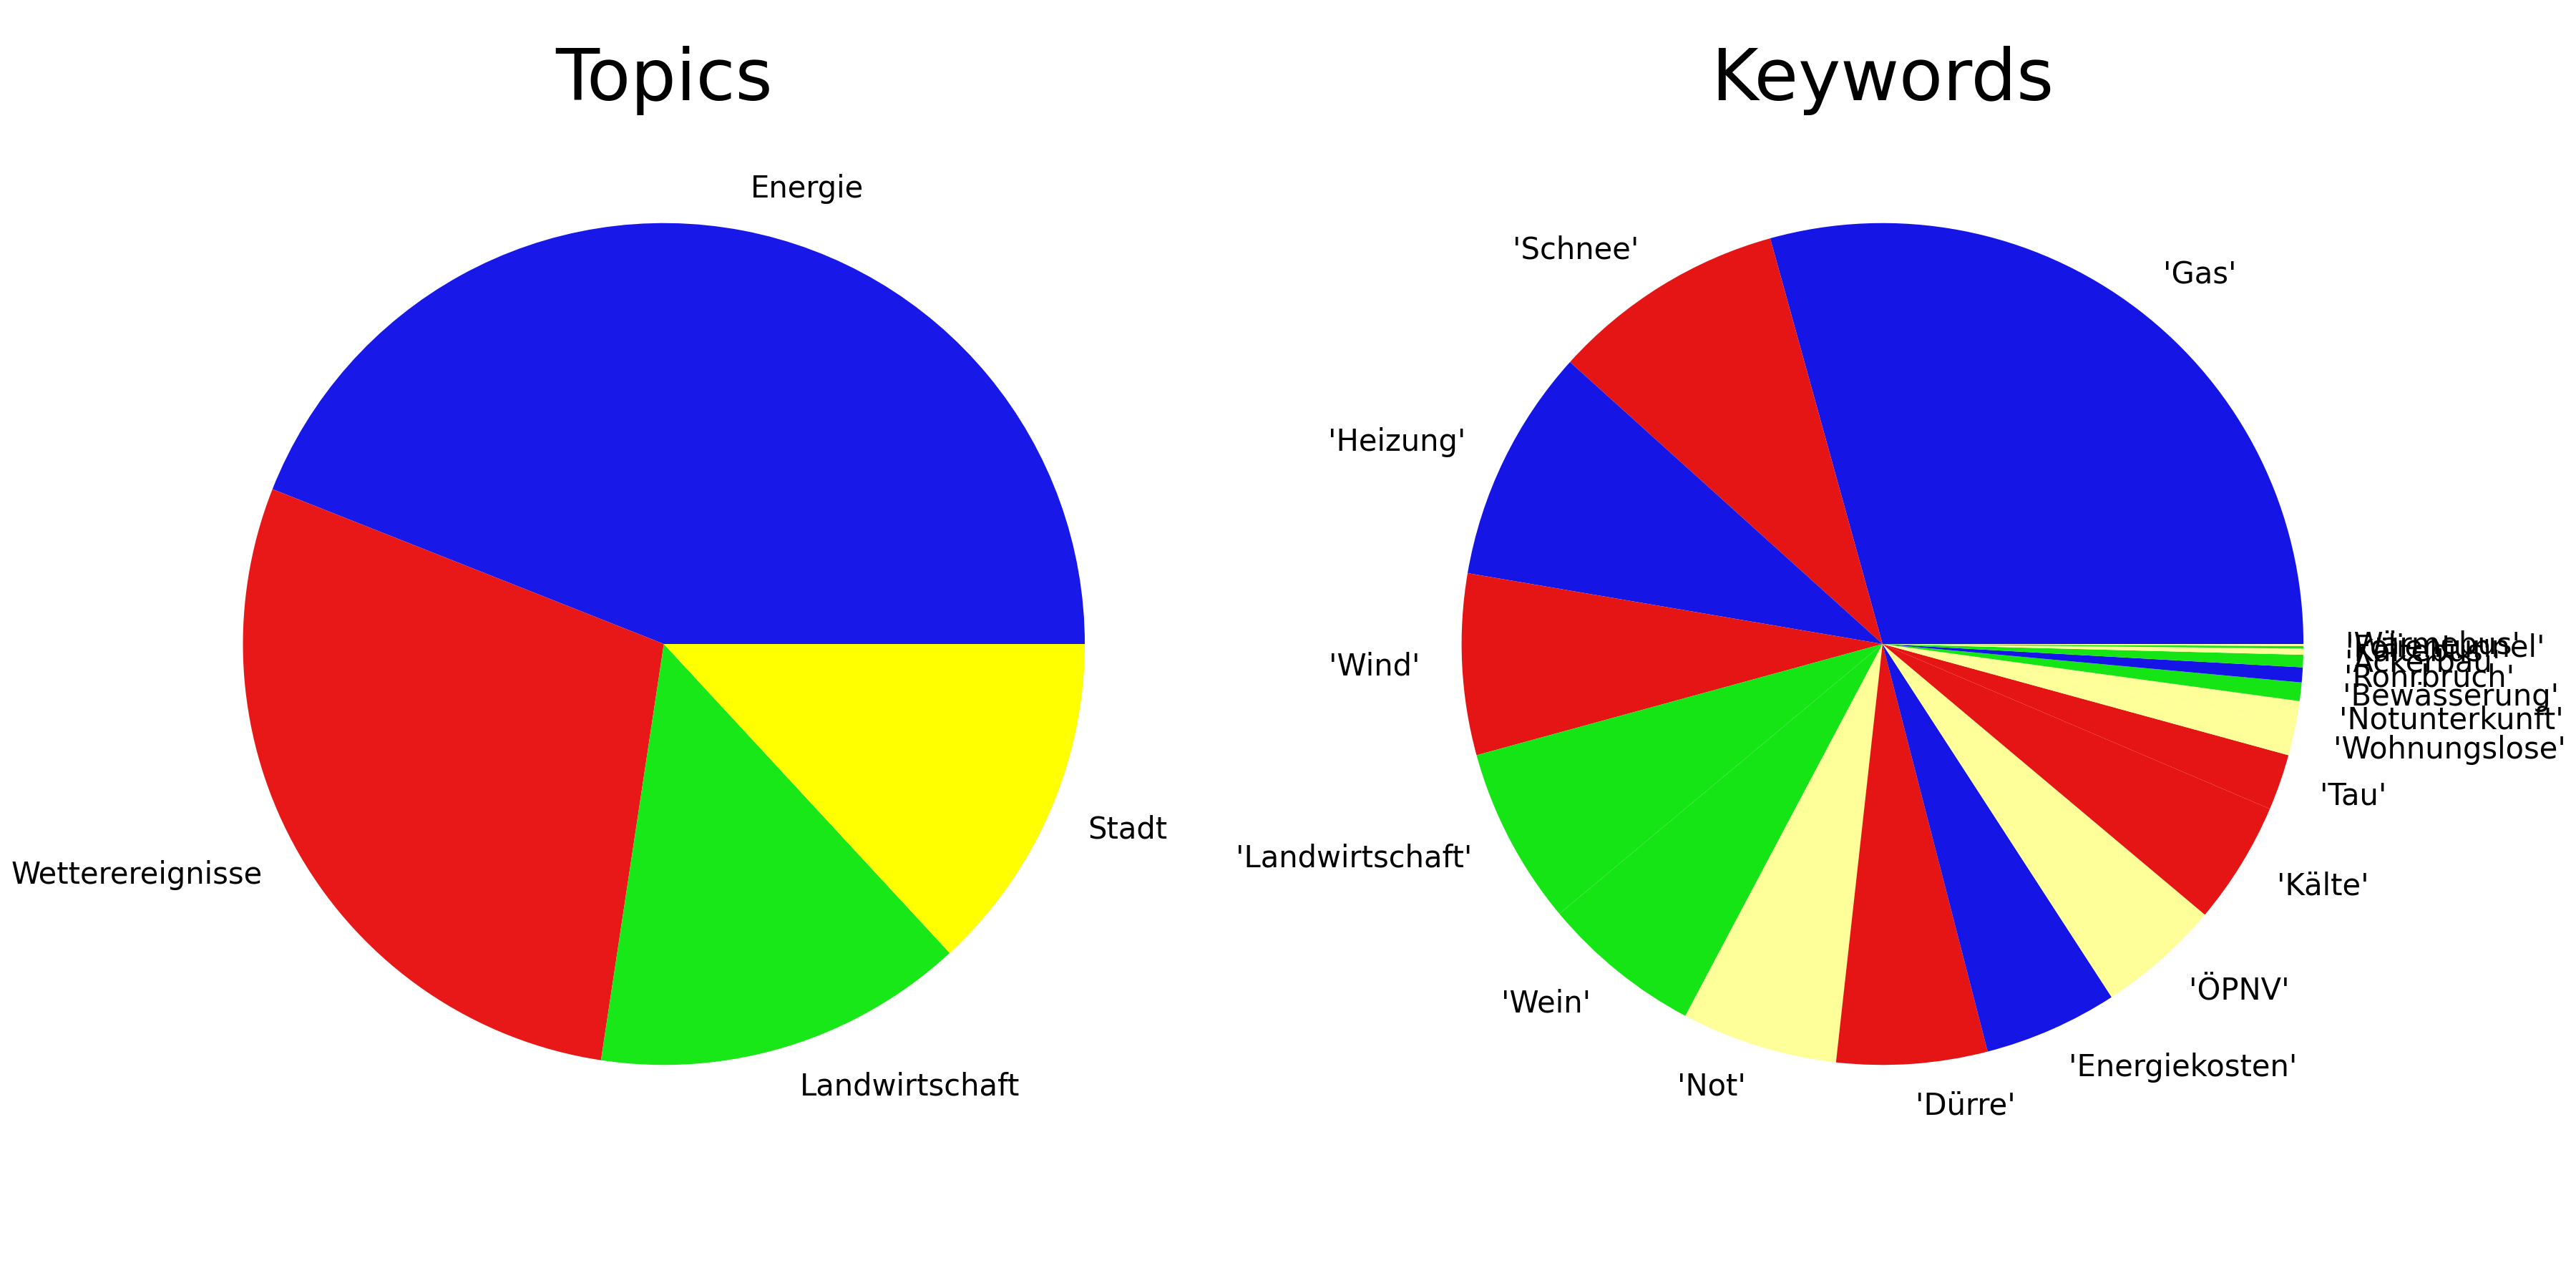 Topics
Energie
Wetterereignisse
Landwirtschaft
Stadt
Keywords
'Gas'
'Schnee'
'Heizung'
'Wind'
'Landwirtschaft'
'Wein'
'Not'
'Dürre'
'Energiekosten'
'ÖPNV'
'Kälte'
'Tau'
'Wohnungslose'
'Notunterkunft'
'Bewässerung'
'Rohrbruch'
'Ackerbau'
'Wärmebus'